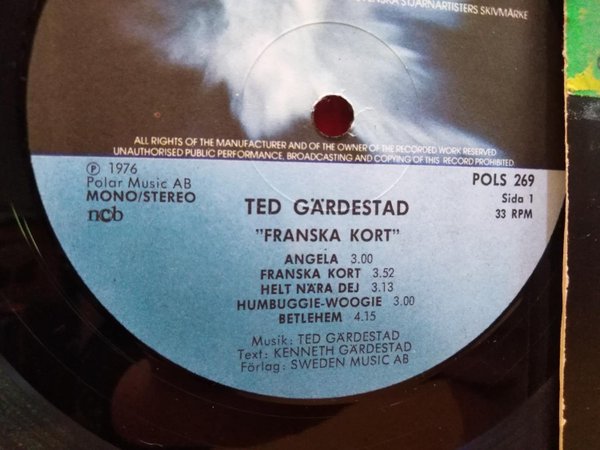 STJÄRNARTISTERS SKIVMÄRKE
ALL RIGHTS OF THE MANUFACTURER AND OF THE OWNER OF THE RECORDED WORK RESERVED
UNAUTHORISED PUBLIC PERFORMANCE, BROADCASTING AND COPYING OF THIS RECORD PROHIBITED
℗ 1976
Polar Music AB
MONO/STEREO
ncb
POLS 269
Sida 1
33 RPM
TED GÄRDESTAD
"FRANSKA KORT"
ANGELA 3.00
FRANSKA KORT 3.52
HELT NÄRA DEJ 3.13
HUMBUGGIE-WOOGIE 3.00
BETLEHEM 4.15
Musik: TED GÄRDESTAD
Text: KENNETH GÄRDESTAD
Förlag: SWEDEN MUSIC AB